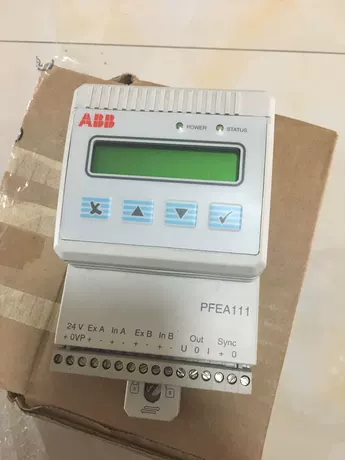 ABB
POWER STATUS
PFEA111
24 V Ex A In A Ex B In B Out Sync
+ 0VP + - + - + - + - U 0 I + 0